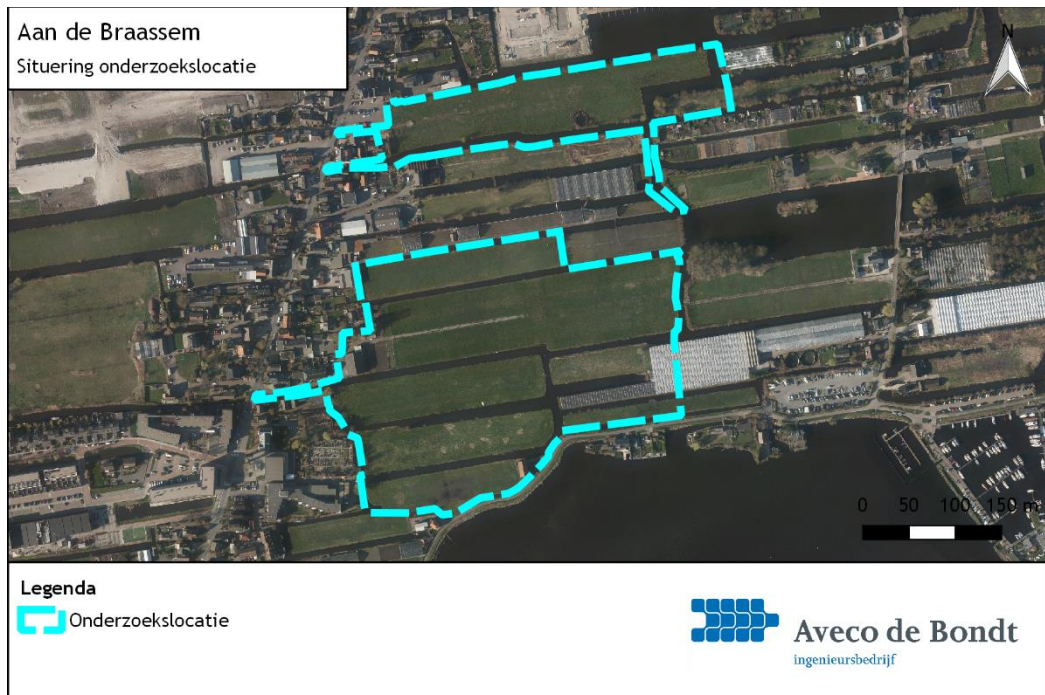 Aan de Braassem
Situering onderzoekslocatie
N
0 50 100 150 m
Legenda
Onderzoekslocatie
Aveco de Bondt
ingenieursbedrijf